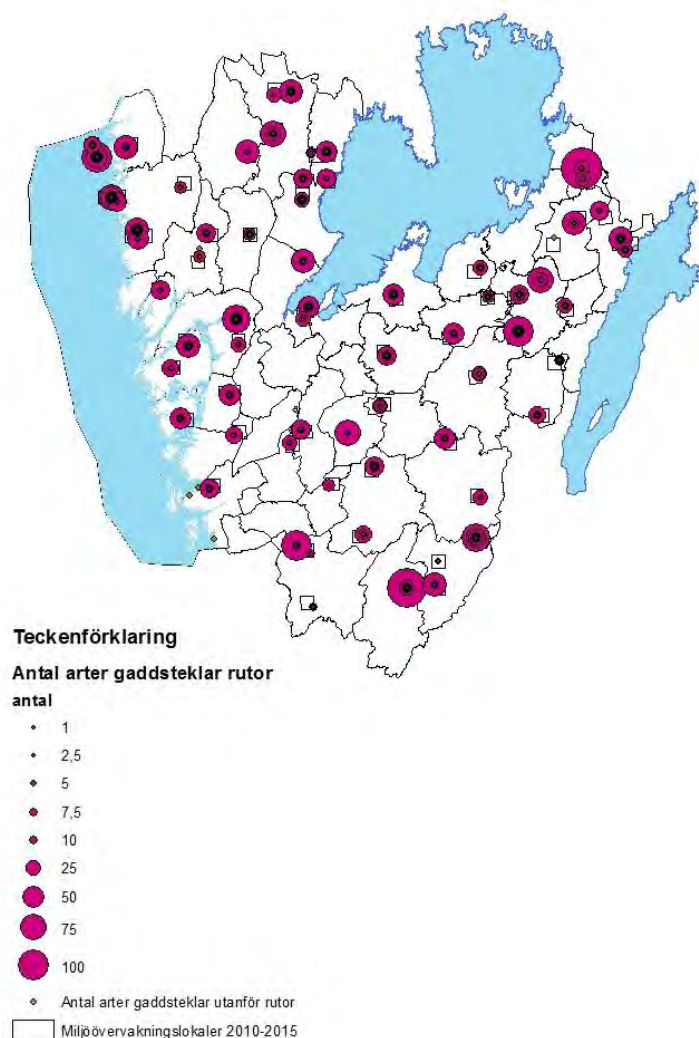 Teckenförklaring
Antal arter gaddsteklar rutor
antal
1
2,5
5
7,5
10
25
50
75
100
Antal arter gaddsteklar utanför rutor
Miljöövervakningslokaler 2010-2015